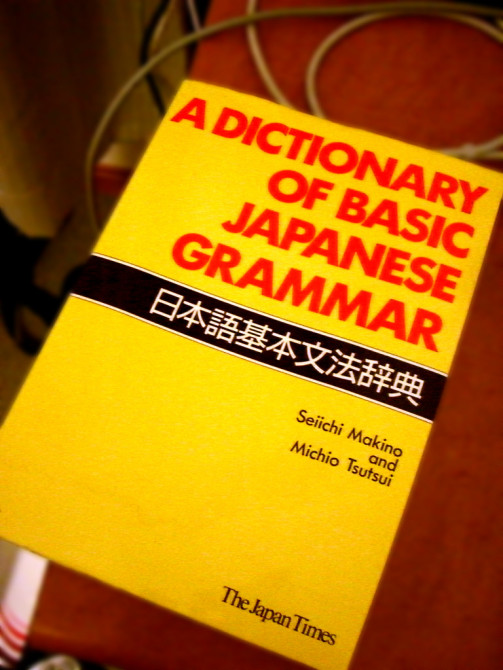 A DICTIONARY
OF BASIC
JAPANESE
GRAMMAR
日本語基本文法辞典
Seiichi Makino
and
Michio Tsutsui
The Japan Times